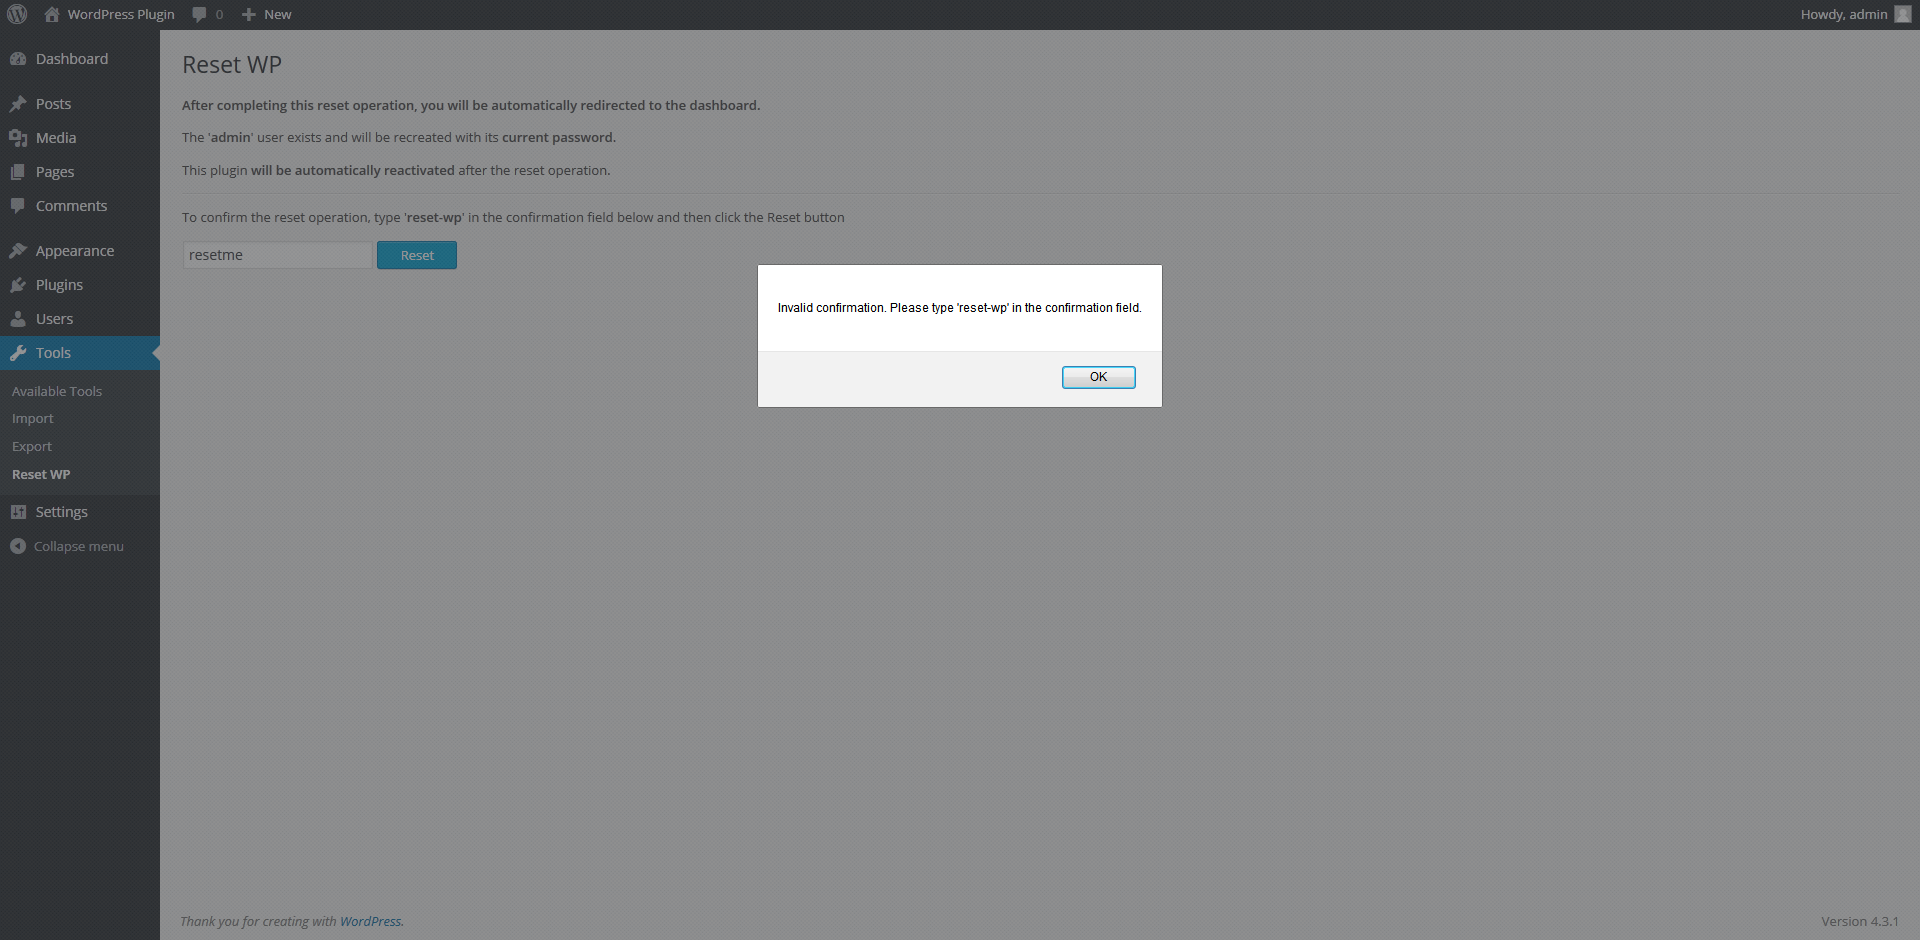 WordPress Plugin 0 New Howdy, admin
Dashboard
Posts
Media
Pages
Comments
Appearance
Plugins
Users
Tools
Available Tools
Import
Export
Reset WP
Settings
Collapse menu
Reset WP
After completing this reset operation, you will be automatically redirected to the dashboard.
The 'admin' user exists and will be recreated with its current password.
This plugin will be automatically reactivated after the reset operation.
To confirm the reset operation, type 'reset-wp' in the confirmation field below and then click the Reset button
resetme Reset
Invalid confirmation. Please type 'reset-wp' in the confirmation field.
OK
Thank you for creating with WordPress. Version 4.3.1